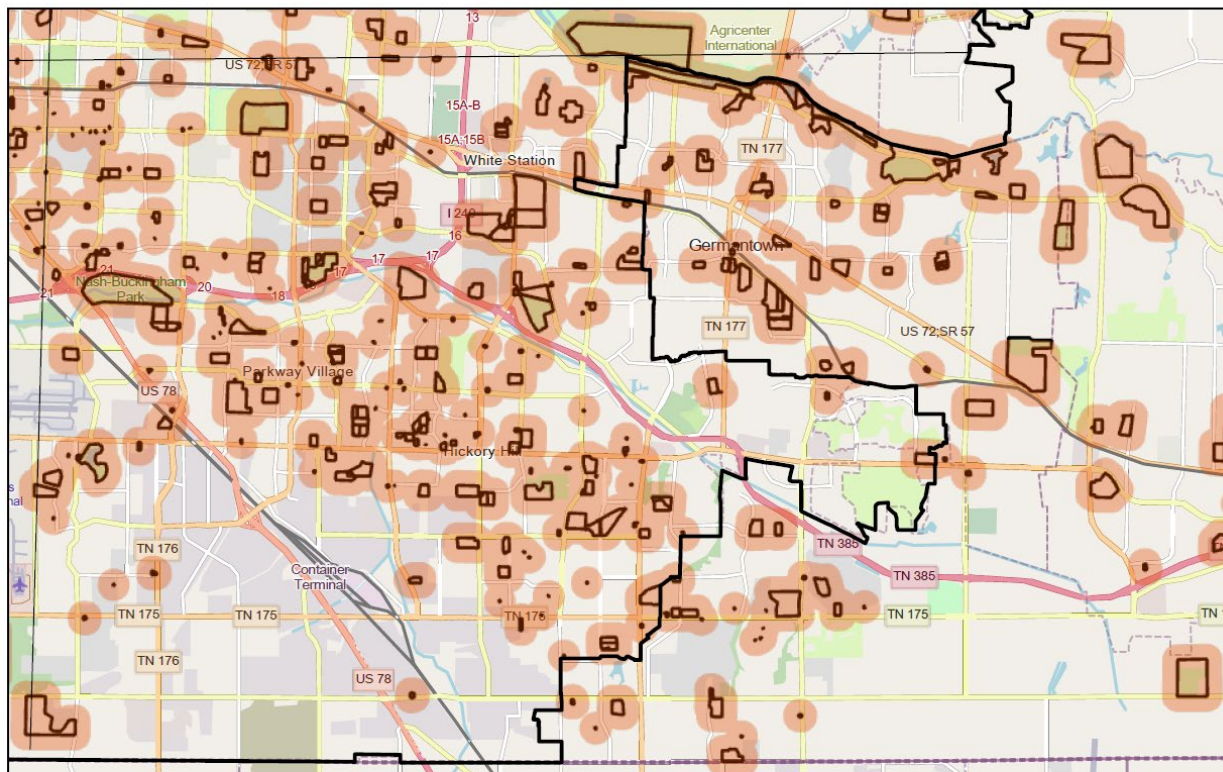 13
Agricenter
International
US 72;SR 57
15A-B
15A;15B
TN 177
White Station
I 240
16
Germantown
17
17
17
21
20
18
21
Nash-Buckingham
Park
TN 177
US 72;SR 57
Parkway Village
US 78
Hickory Hill
TN 176
TN 385
Container
Terminal
TN 385
TN 175
TN 175
TN 175
TN 175
TN
TN 176
US 78